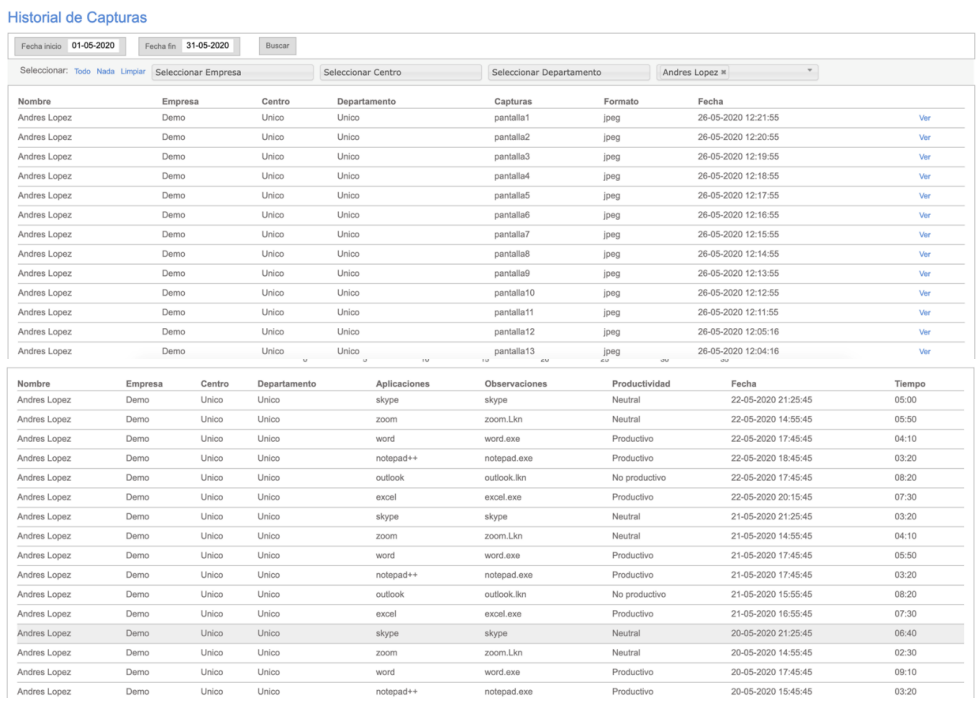 Historial de Capturas
Fecha inicio 01-05-2020 Fecha fin 31-05-2020 Buscar
Seleccionar: Todo Nada Limpiar Seleccionar Empresa Seleccionar Centro Seleccionar Departamento Andres Lopez ×
Nombre Empresa Centro Departamento Capturas Formato Fecha
Andres Lopez Demo Unico Unico pantalla1 jpeg 26-05-2020 12:21:55 Ver
Andres Lopez Demo Unico Unico pantalla2 jpeg 26-05-2020 12:20:55 Ver
Andres Lopez Demo Unico Unico pantalla3 jpeg 26-05-2020 12:19:55 Ver
Andres Lopez Demo Unico Unico pantalla4 jpeg 26-05-2020 12:18:55 Ver
Andres Lopez Demo Unico Unico pantalla5 jpeg 26-05-2020 12:17:55 Ver
Andres Lopez Demo Unico Unico pantalla6 jpeg 26-05-2020 12:16:55 Ver
Andres Lopez Demo Unico Unico pantalla7 jpeg 26-05-2020 12:15:55 Ver
Andres Lopez Demo Unico Unico pantalla8 jpeg 26-05-2020 12:14:55 Ver
Andres Lopez Demo Unico Unico pantalla9 jpeg 26-05-2020 12:13:55 Ver
Andres Lopez Demo Unico Unico pantalla10 jpeg 26-05-2020 12:12:55 Ver
Andres Lopez Demo Unico Unico pantalla11 jpeg 26-05-2020 12:11:55 Ver
Andres Lopez Demo Unico Unico pantalla12 jpeg 26-05-2020 12:05:16 Ver
Andres Lopez Demo Unico Unico pantalla13 jpeg 26-05-2020 12:04:16 Ver
Nombre Empresa Centro Departamento Aplicaciones Observaciones Productividad Fecha Tiempo
Andres Lopez Demo Unico Unico skype skype Neutral 22-05-2020 21:25:45 05:00
Andres Lopez Demo Unico Unico zoom zoom.Lkn Neutral 22-05-2020 14:55:45 05:50
Andres Lopez Demo Unico Unico word word.exe Productivo 22-05-2020 17:45:45 04:10
Andres Lopez Demo Unico Unico notepad++ notepad.exe Productivo 22-05-2020 18:45:45 03:20
Andres Lopez Demo Unico Unico outlook outlook.lkn No productivo 22-05-2020 17:45:45 08:20
Andres Lopez Demo Unico Unico excel excel.exe Productivo 22-05-2020 20:15:45 07:30
Andres Lopez Demo Unico Unico skype skype Neutral 21-05-2020 21:25:45 03:20
Andres Lopez Demo Unico Unico zoom zoom.Lkn Neutral 21-05-2020 14:55:45 04:10
Andres Lopez Demo Unico Unico word word.exe Productivo 21-05-2020 17:45:45 05:50
Andres Lopez Demo Unico Unico notepad++ notepad.exe Productivo 21-05-2020 17:45:45 03:20
Andres Lopez Demo Unico Unico outlook outlook.lkn No productivo 21-05-2020 15:55:45 08:20
Andres Lopez Demo Unico Unico excel excel.exe Productivo 21-05-2020 16:55:45 07:30
Andres Lopez Demo Unico Unico skype skype Neutral 20-05-2020 21:25:45 06:40
Andres Lopez Demo Unico Unico zoom zoom.Lkn Neutral 20-05-2020 14:55:45 02:30
Andres Lopez Demo Unico Unico word word.exe Productivo 20-05-2020 17:45:45 09:10
Andres Lopez Demo Unico Unico notepad++ notepad.exe Productivo 20-05-2020 15:45:45 03:20